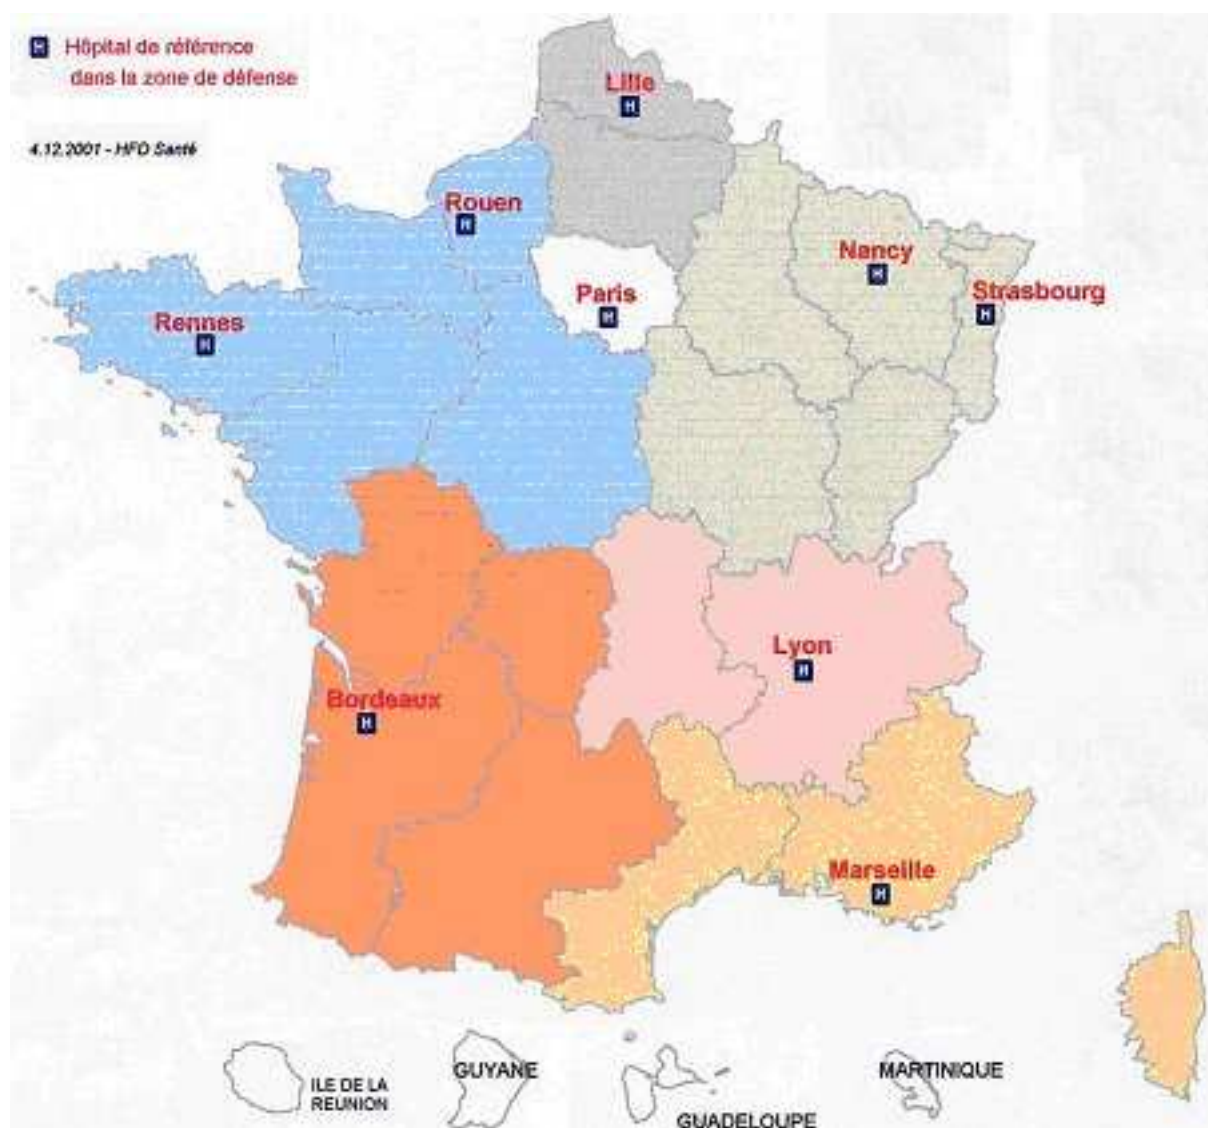 H Hôpital de référence
dans la zone de défense
4.12.2001 - HFD Santé
Lille
H
Rouen
H
Nancy
H
Paris
H
Strasbourg
H
Rennes
H
Lyon
H
Bordeaux
H
Marseille
H
ILE DE LA
REUNION
GUYANE
GUADELOUPE
MARTINIQUE